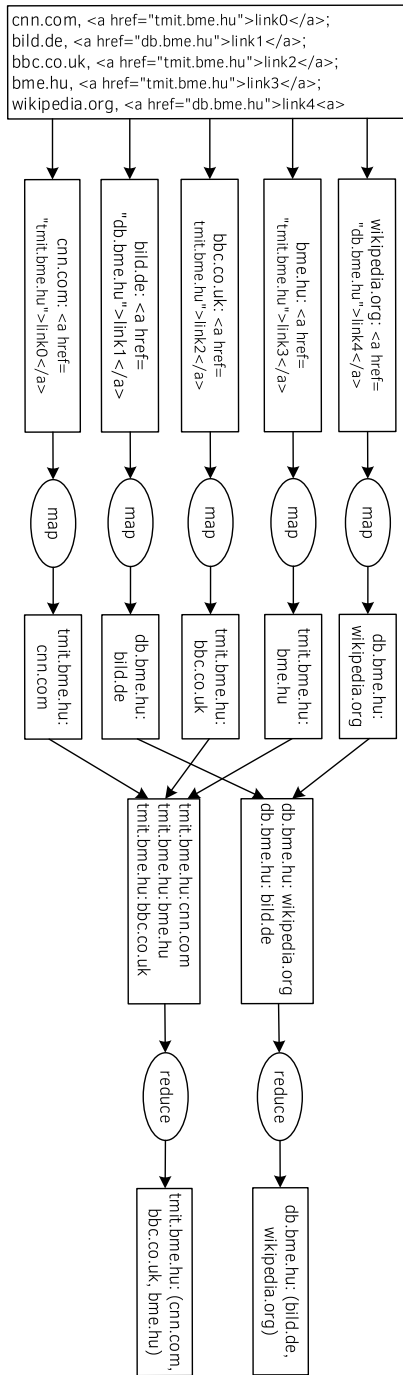 cnn.com, <a href="tmit.bme.hu">link0</a>;
bild.de, <a href="db.bme.hu">link1</a>;
bbc.co.uk, <a href="tmit.bme.hu">link2</a>;
bme.hu, <a href="tmit.bme.hu">link3</a>;
wikipedia.org, <a href="db.bme.hu">link4<a>
cnn.com: <a href=
"tmit.bme.hu">link0</a>
bild.de: <a href=
"db.bme.hu">link1</a>
bbc.co.uk: <a href=
tmit.bme.hu">link2</a>
bme.hu: <a href=
"tmit.bme.hu">link3</a>
wikipedia.org: <a href=
"db.bme.hu">link4</a>
map
map
map
map
map
tmit.bme.hu:
cnn.com
db.bme.hu:
bild.de
tmit.bme.hu:
bbc.co.uk
tmit.bme.hu:
bme.hu
db.bme.hu:
wikipedia.org
tmit.bme.hu:cnn.com
tmit.bme.hu:bme.hu
tmit.bme.hu:bbc.co.uk
db.bme.hu: wikipedia.org
db.bme.hu: bild.de
reduce
reduce
tmit.bme.hu: (cnn.com,
bbc.co.uk, bme.hu)
db.bme.hu: (bild.de,
wikipedia.org)